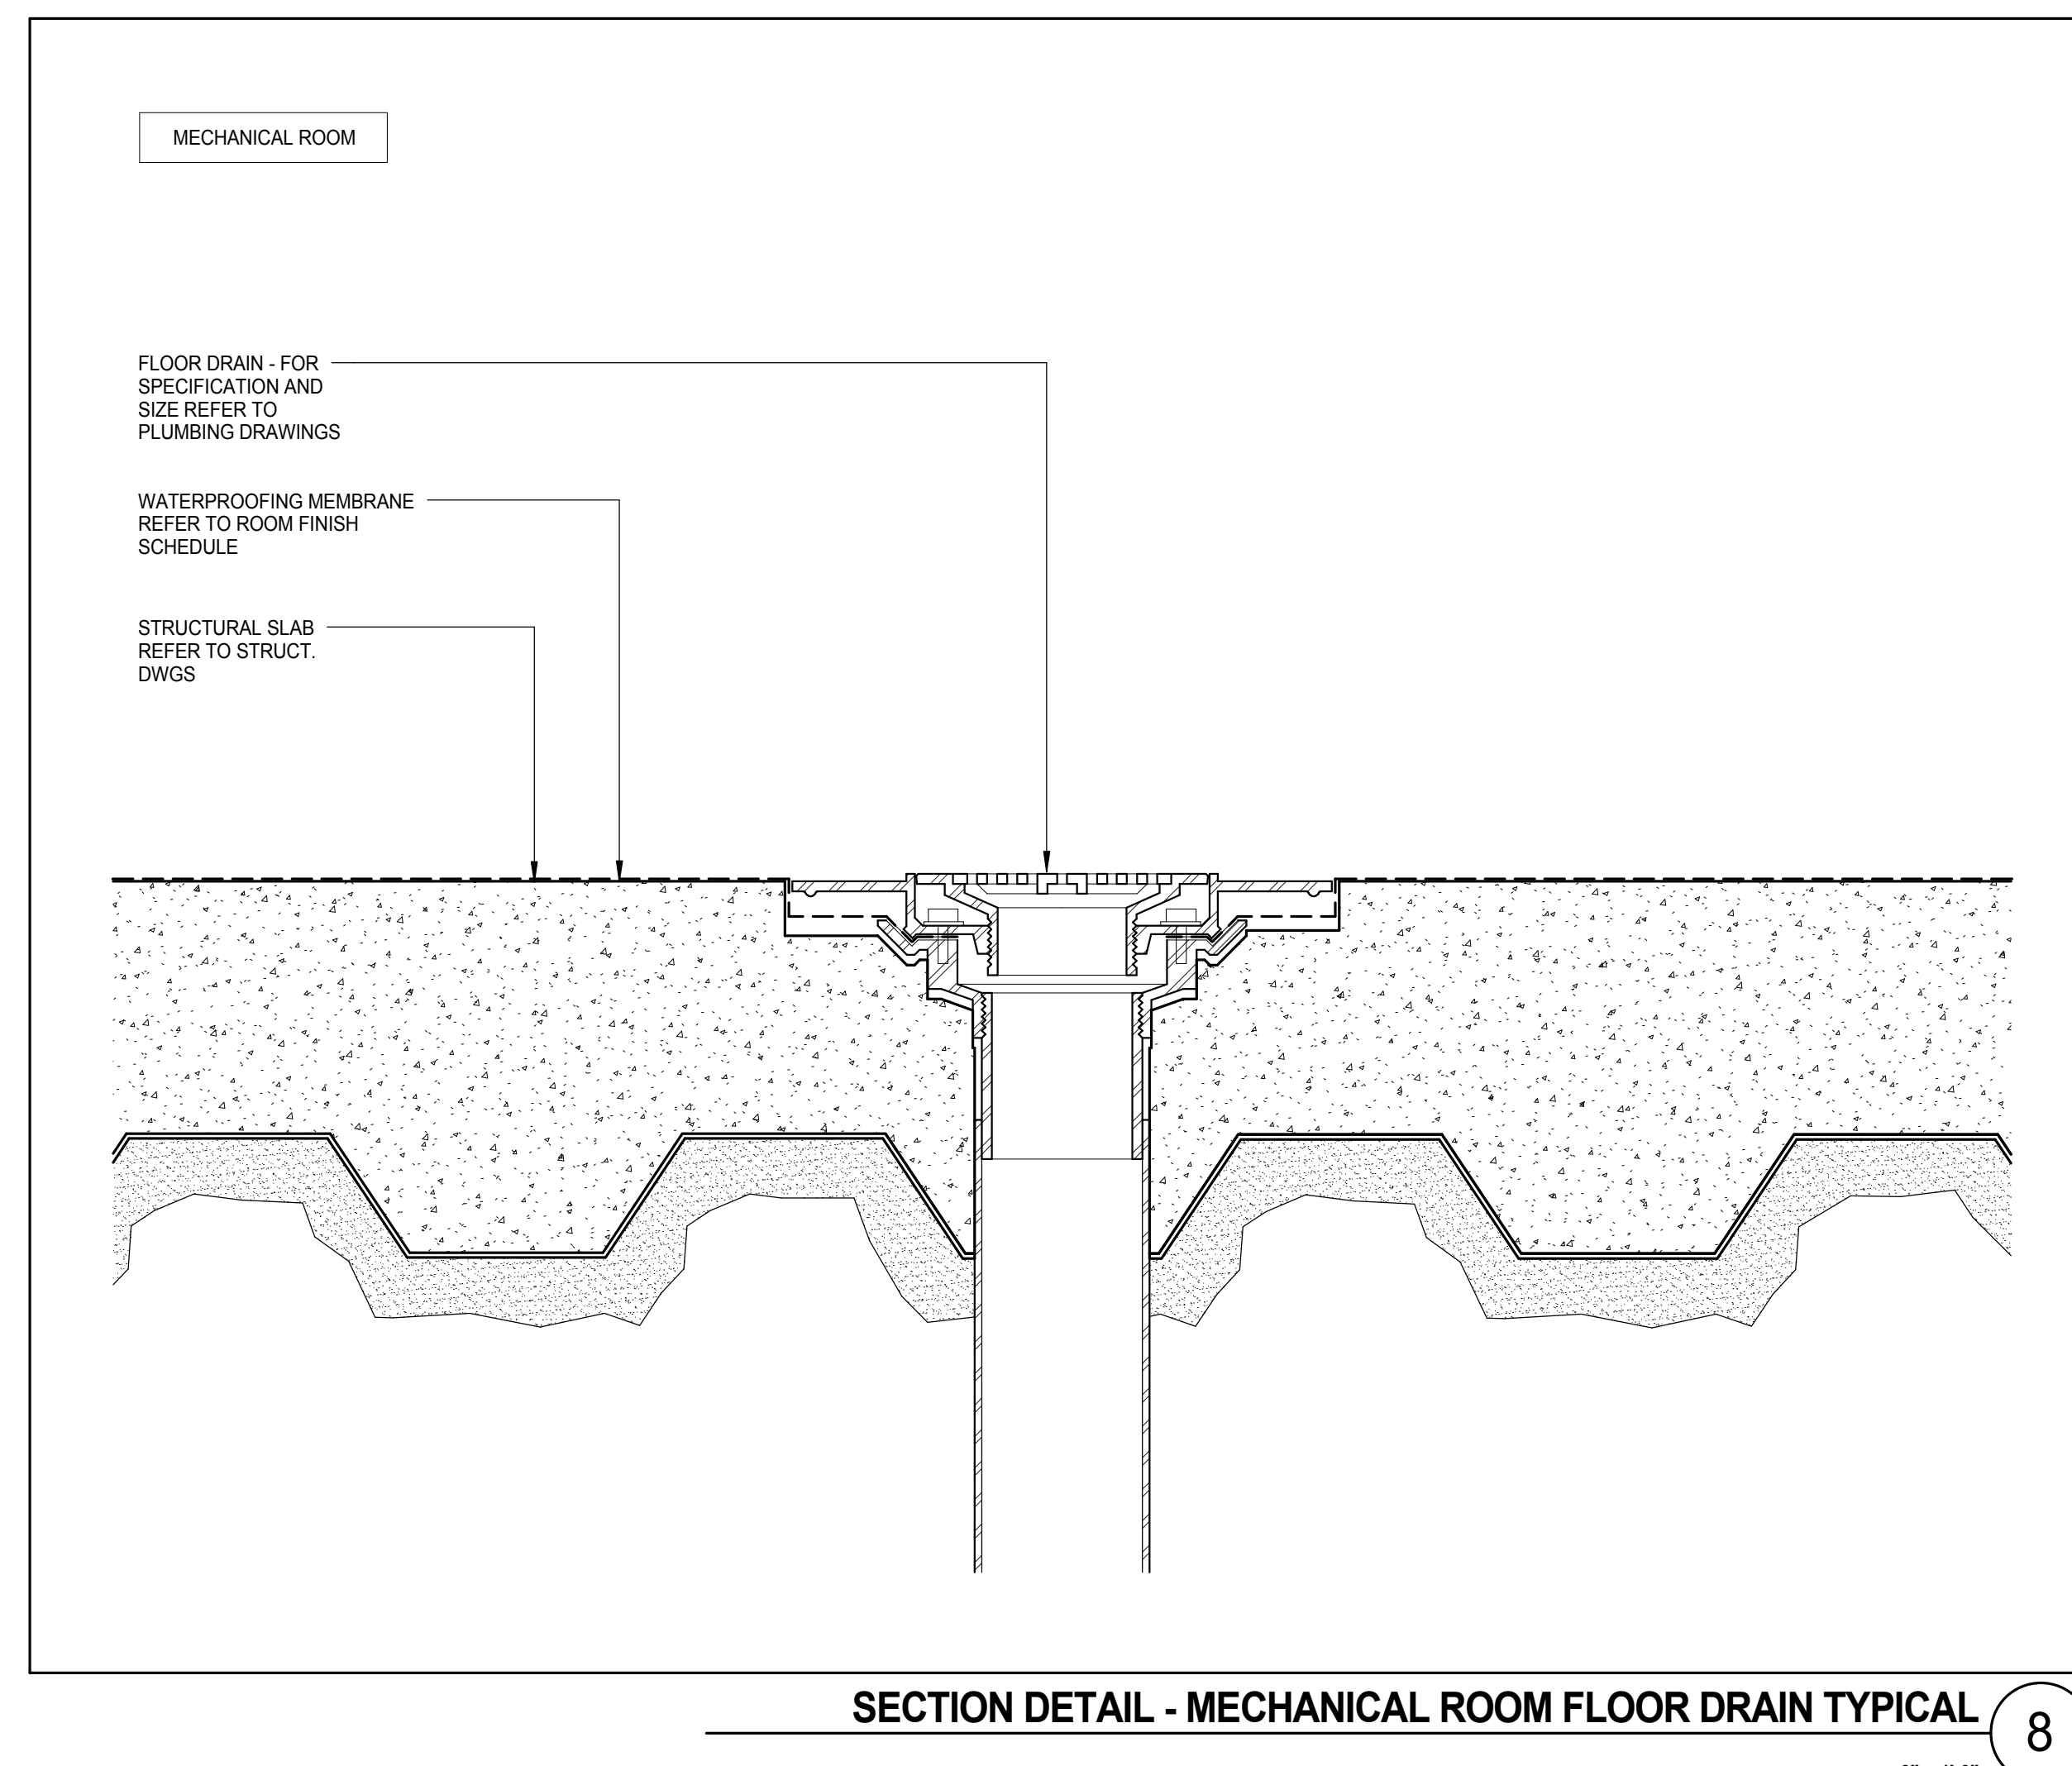 MECHANICAL ROOM
FLOOR DRAIN - FOR
SPECIFICATION AND
SIZE REFER TO
PLUMBING DRAWINGS
WATERPROOFING MEMBRANE
REFER TO ROOM FINISH
SCHEDULE
STRUCTURAL SLAB
REFER TO STRUCT.
DWGS
SECTION DETAIL - MECHANICAL ROOM FLOOR DRAIN TYPICAL
8